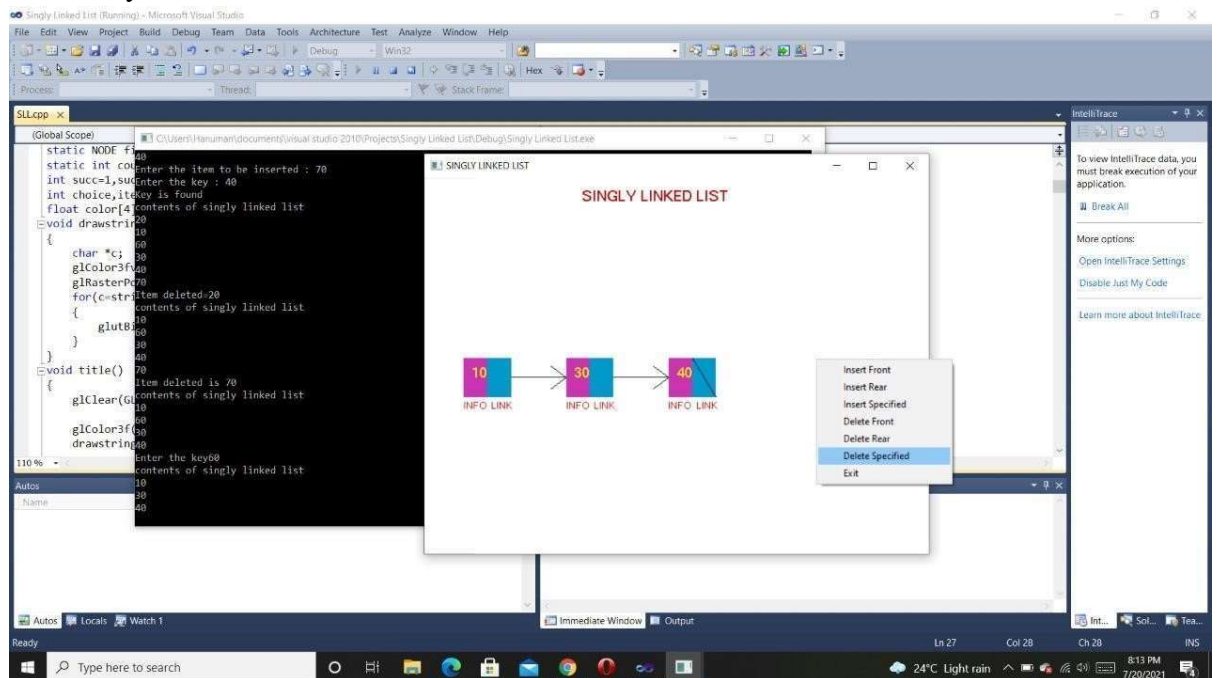 Singly Linked List (Running) - Microsoft Visual Studio
File Edit View Project Build Debug Team Data Tools Architecture Test Analyze Window Help
Debug Win32
Hex
Process: Thread: Stack Frame:
SLL.cpp
(Global Scope)
static NODE fi
static int cou
int succ=1,suc
int choice,ite
float color[4]
void drawstrin
{
char *c;
glColor3fv
glRasterPo
for(c=stri
{
glutBi
}
}
void title()
{
glClear(GL
glColor3f(
drawstring
110 %
C:\Users\Hanuman\documents\visual studio 2010\Projects\Singly Linked List\Debug\Singly Linked List.exe
40
Enter the item to be inserted : 70
Enter the key : 40
Key is found
contents of singly linked list
20
10
60
30
40
70
Item deleted=20
contents of singly linked list
10
60
30
40
70
Item deleted is 70
contents of singly linked list
10
60
30
40
Enter the key60
contents of singly linked list
10
30
40
SINGLY LINKED LIST
SINGLY LINKED LIST
10 30 40
INFO LINK INFO LINK INFO LINK
Insert Front
Insert Rear
Insert Specified
Delete Front
Delete Rear
Delete Specified
Exit
IntelliTrace
To view IntelliTrace data, you
must break execution of your
application.
Break All
More options:
Open IntelliTrace Settings
Disable Just My Code
Learn more about IntelliTrace
Autos
Name
Autos Locals Watch 1
Immediate Window Output
Int... Sol... Tea...
Ready Ln 27 Col 28 Ch 28 INS
Type here to search
24°C Light rain
8:13 PM
7/20/2021